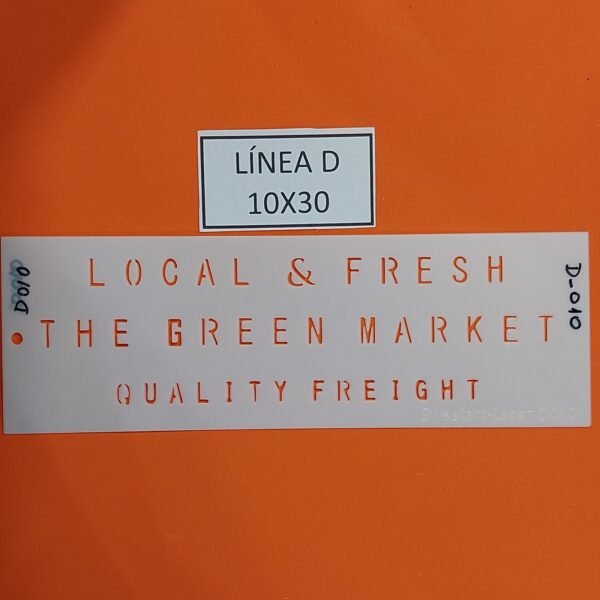 LÍNEA D
10X30
LOCAL & FRESH
THE GREEN MARKET
QUALITY FREIGHT
D010
D-010